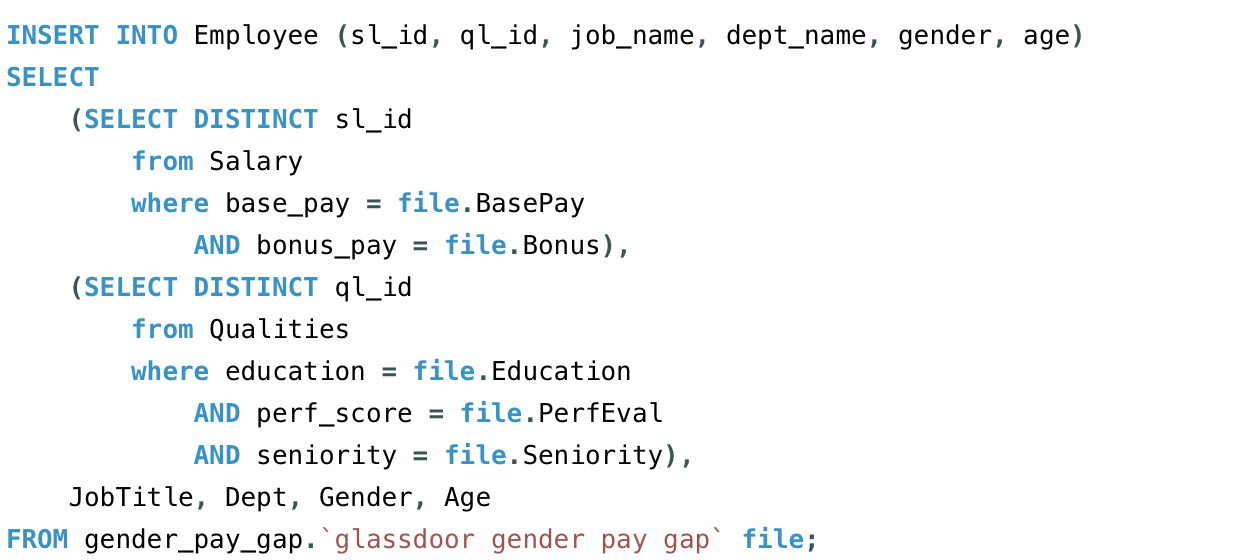 INSERT INTO Employee (sl_id, ql_id, job_name, dept_name, gender, age)
SELECT
    (SELECT DISTINCT sl_id
        from Salary
        where base_pay = file.BasePay
            AND bonus_pay = file.Bonus),
    (SELECT DISTINCT ql_id
        from Qualities
        where education = file.Education
            AND perf_score = file.PerfEval
            AND seniority = file.Seniority),
    JobTitle, Dept, Gender, Age
FROM gender_pay_gap.`glassdoor gender pay gap` file;